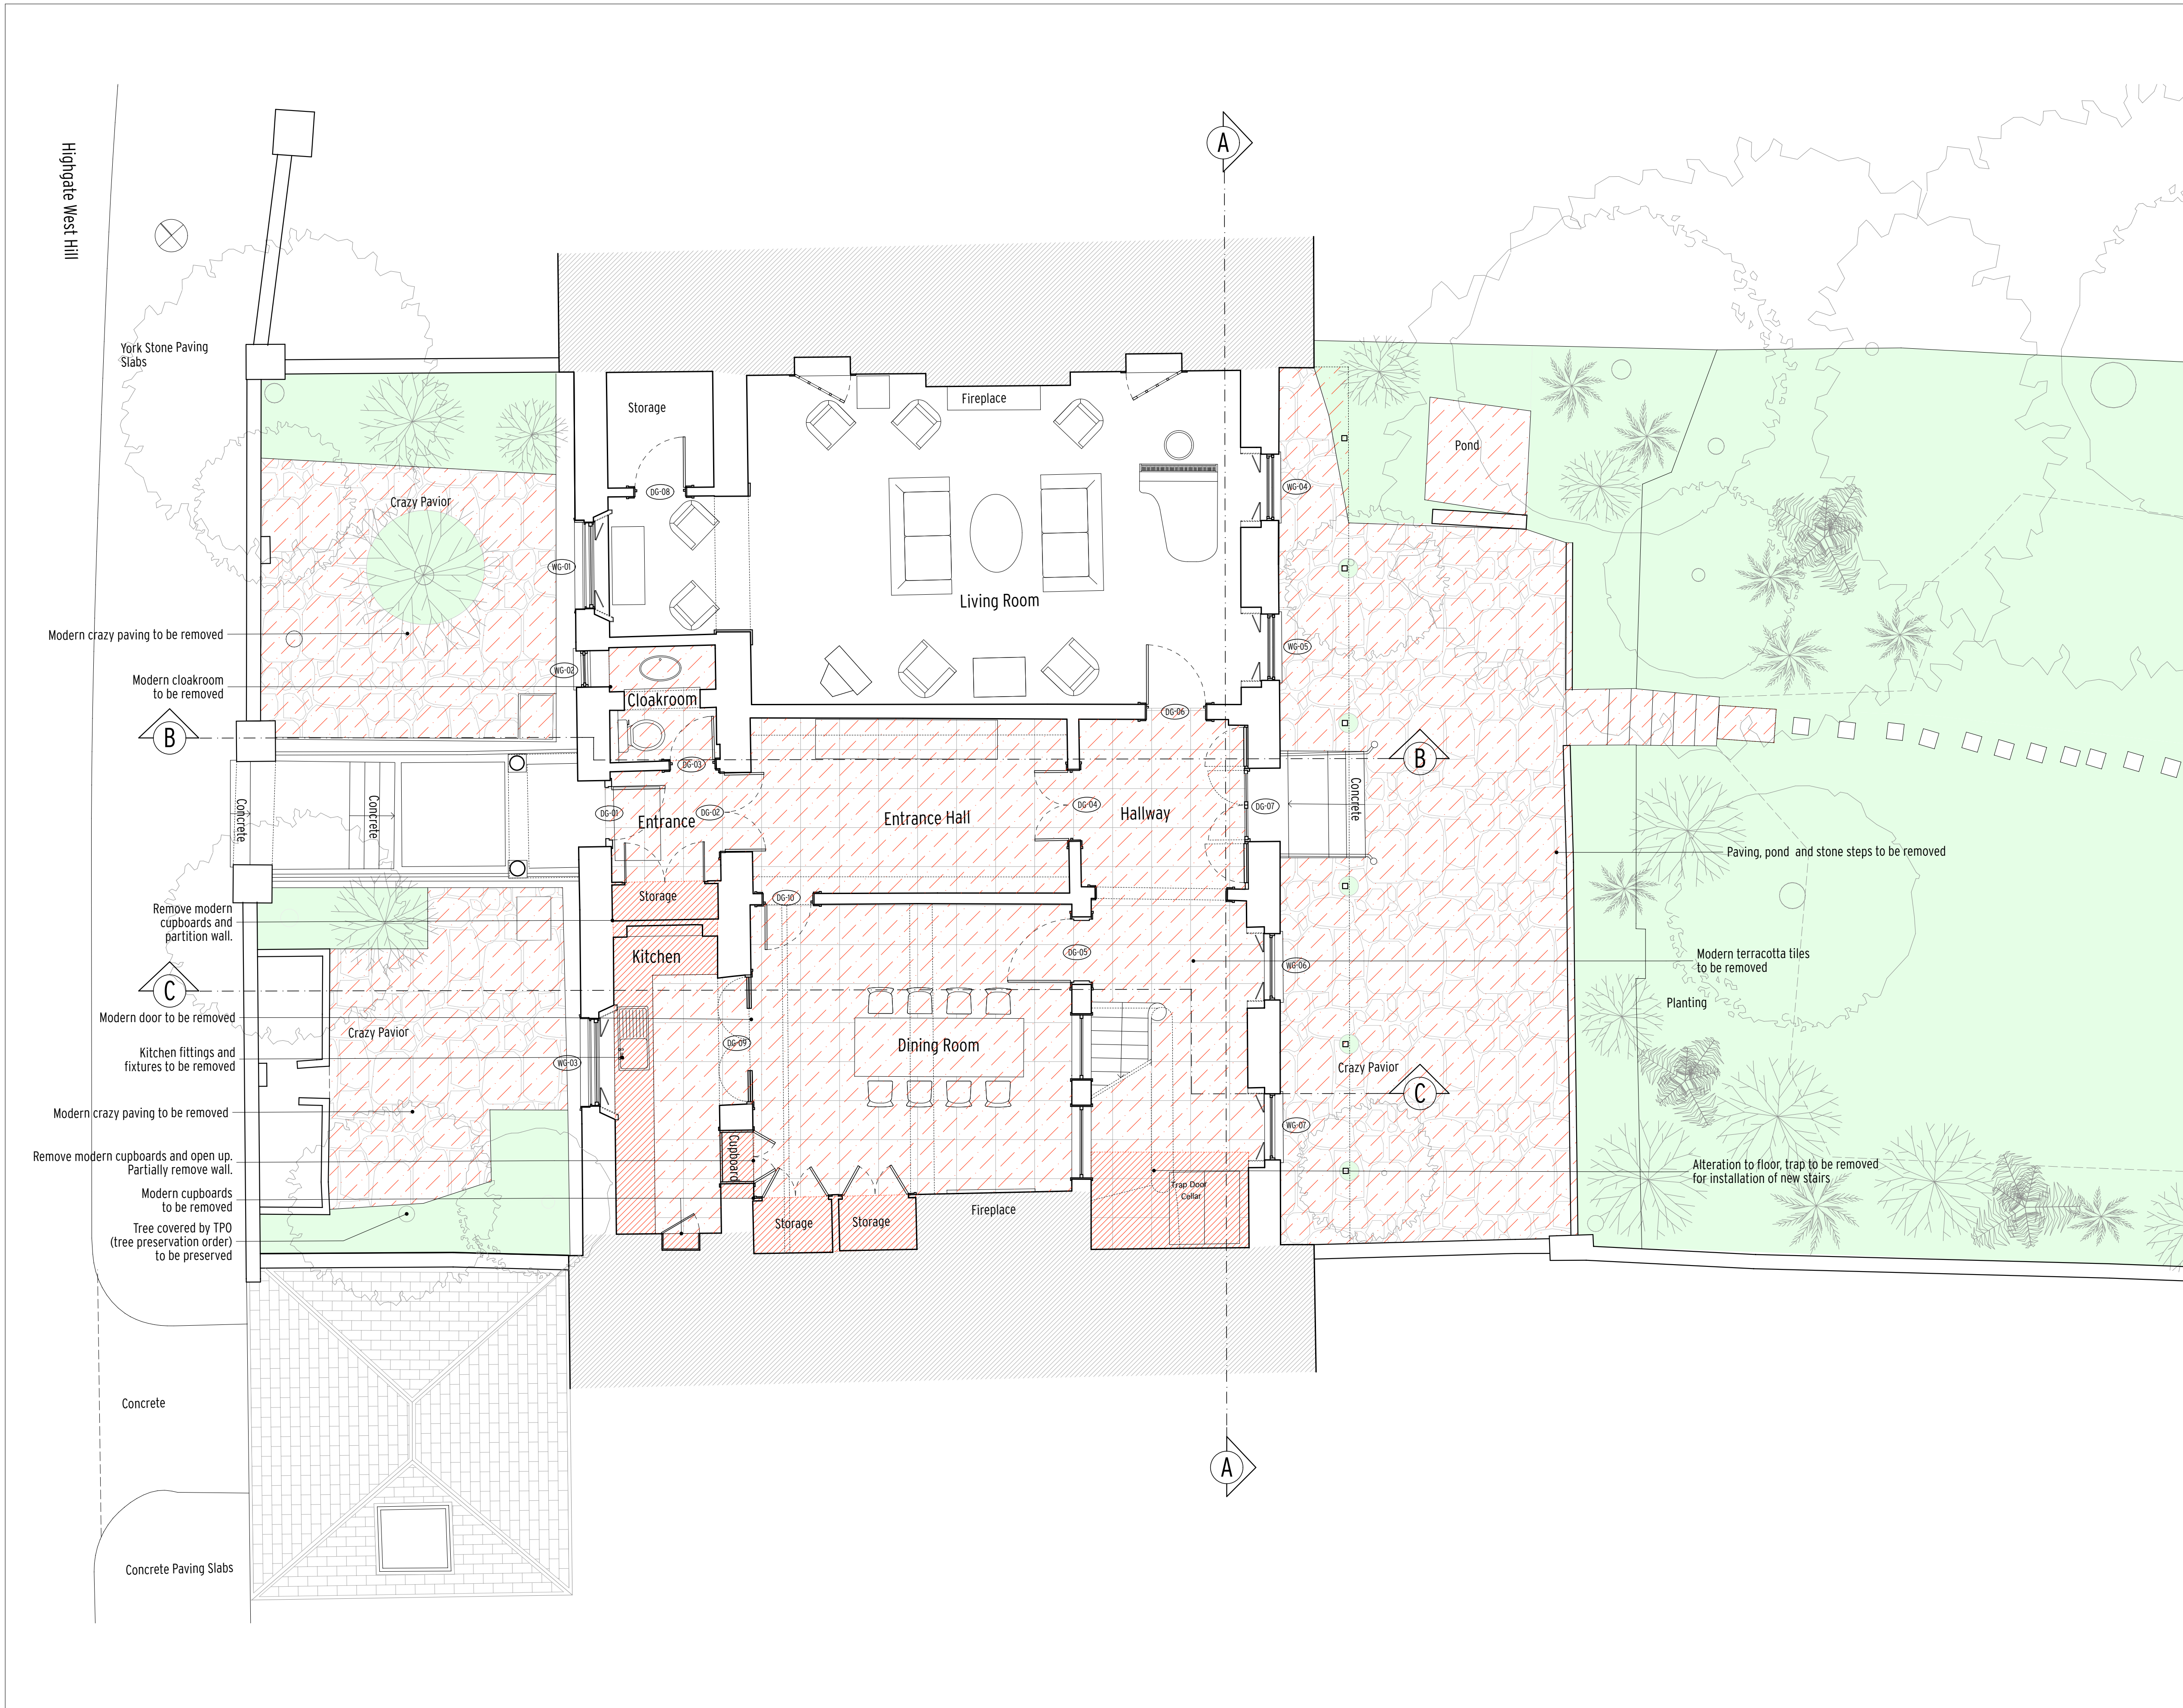 Highgate West Hill
A
York Stone Paving
Slabs
Storage
Fireplace
Pond
Crazy Pavior
DG-08
WG-04
WG-01
Living Room
Modern crazy paving to be removed
WG-05
WG-02
Modern cloakroom
to be removed
Cloakroom
DG-06
B
B
DG-03
Concrete
Concrete
DG-01
Entrance
DG-02
Entrance Hall
DG-04
Hallway
DG-07
Concrete
Paving, pond and stone steps to be removed
Storage
DG-10
Remove modern
cupboards and
partition wall.
Kitchen
DG-05
WG-06
Modern terracotta tiles
to be removed
C
Planting
Modern door to be removed
Crazy Pavior
DG-09
Dining Room
Kitchen fittings and
fixtures to be removed
WG-03
Crazy Pavior
C
Modern crazy paving to be removed
WG-07
Cupboard
Remove modern cupboards and open up.
Partially remove wall.
Alteration to floor, trap to be removed
for installation of new stairs
Modern cupboards
to be removed
Trap Door
Cellar
Storage
Storage
Fireplace
Tree covered by TPO
(tree preservation order)
to be preserved
Concrete
A
Concrete Paving Slabs